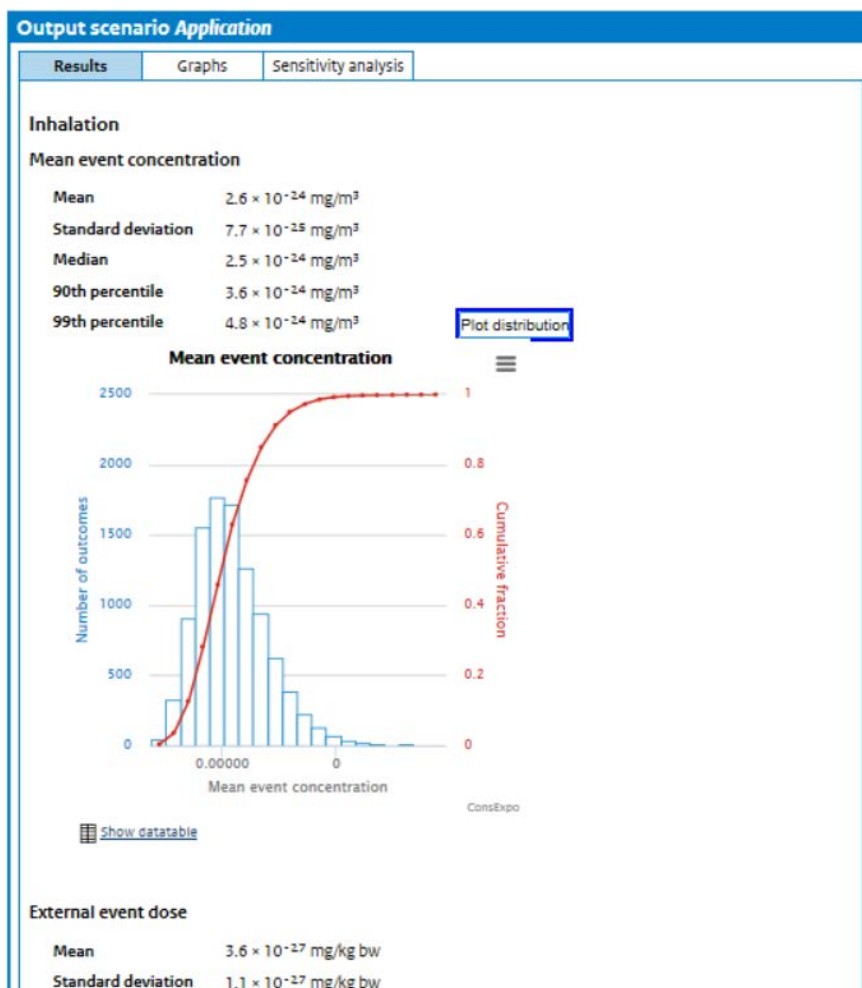 Output scenario Application
Results Graphs Sensitivity analysis
Inhalation
Mean event concentration
Mean 2.6 × 10⁻²⁴ mg/m³
Standard deviation 7.7 × 10⁻²⁵ mg/m³
Median 2.5 × 10⁻²⁴ mg/m³
90th percentile 3.6 × 10⁻²⁴ mg/m³
99th percentile 4.8 × 10⁻²⁴ mg/m³
Plot distribution
Mean event concentration
2500
2000
1500
1000
500
0
Number of outcomes
1
0.8
0.6
0.4
0.2
0
Cumulative fraction
0.00000 0
Mean event concentration
ConsExpo
Show datatable
External event dose
Mean 3.6 × 10⁻²⁷ mg/kg bw
Standard deviation 1.1 × 10⁻²⁷ mg/kg bw